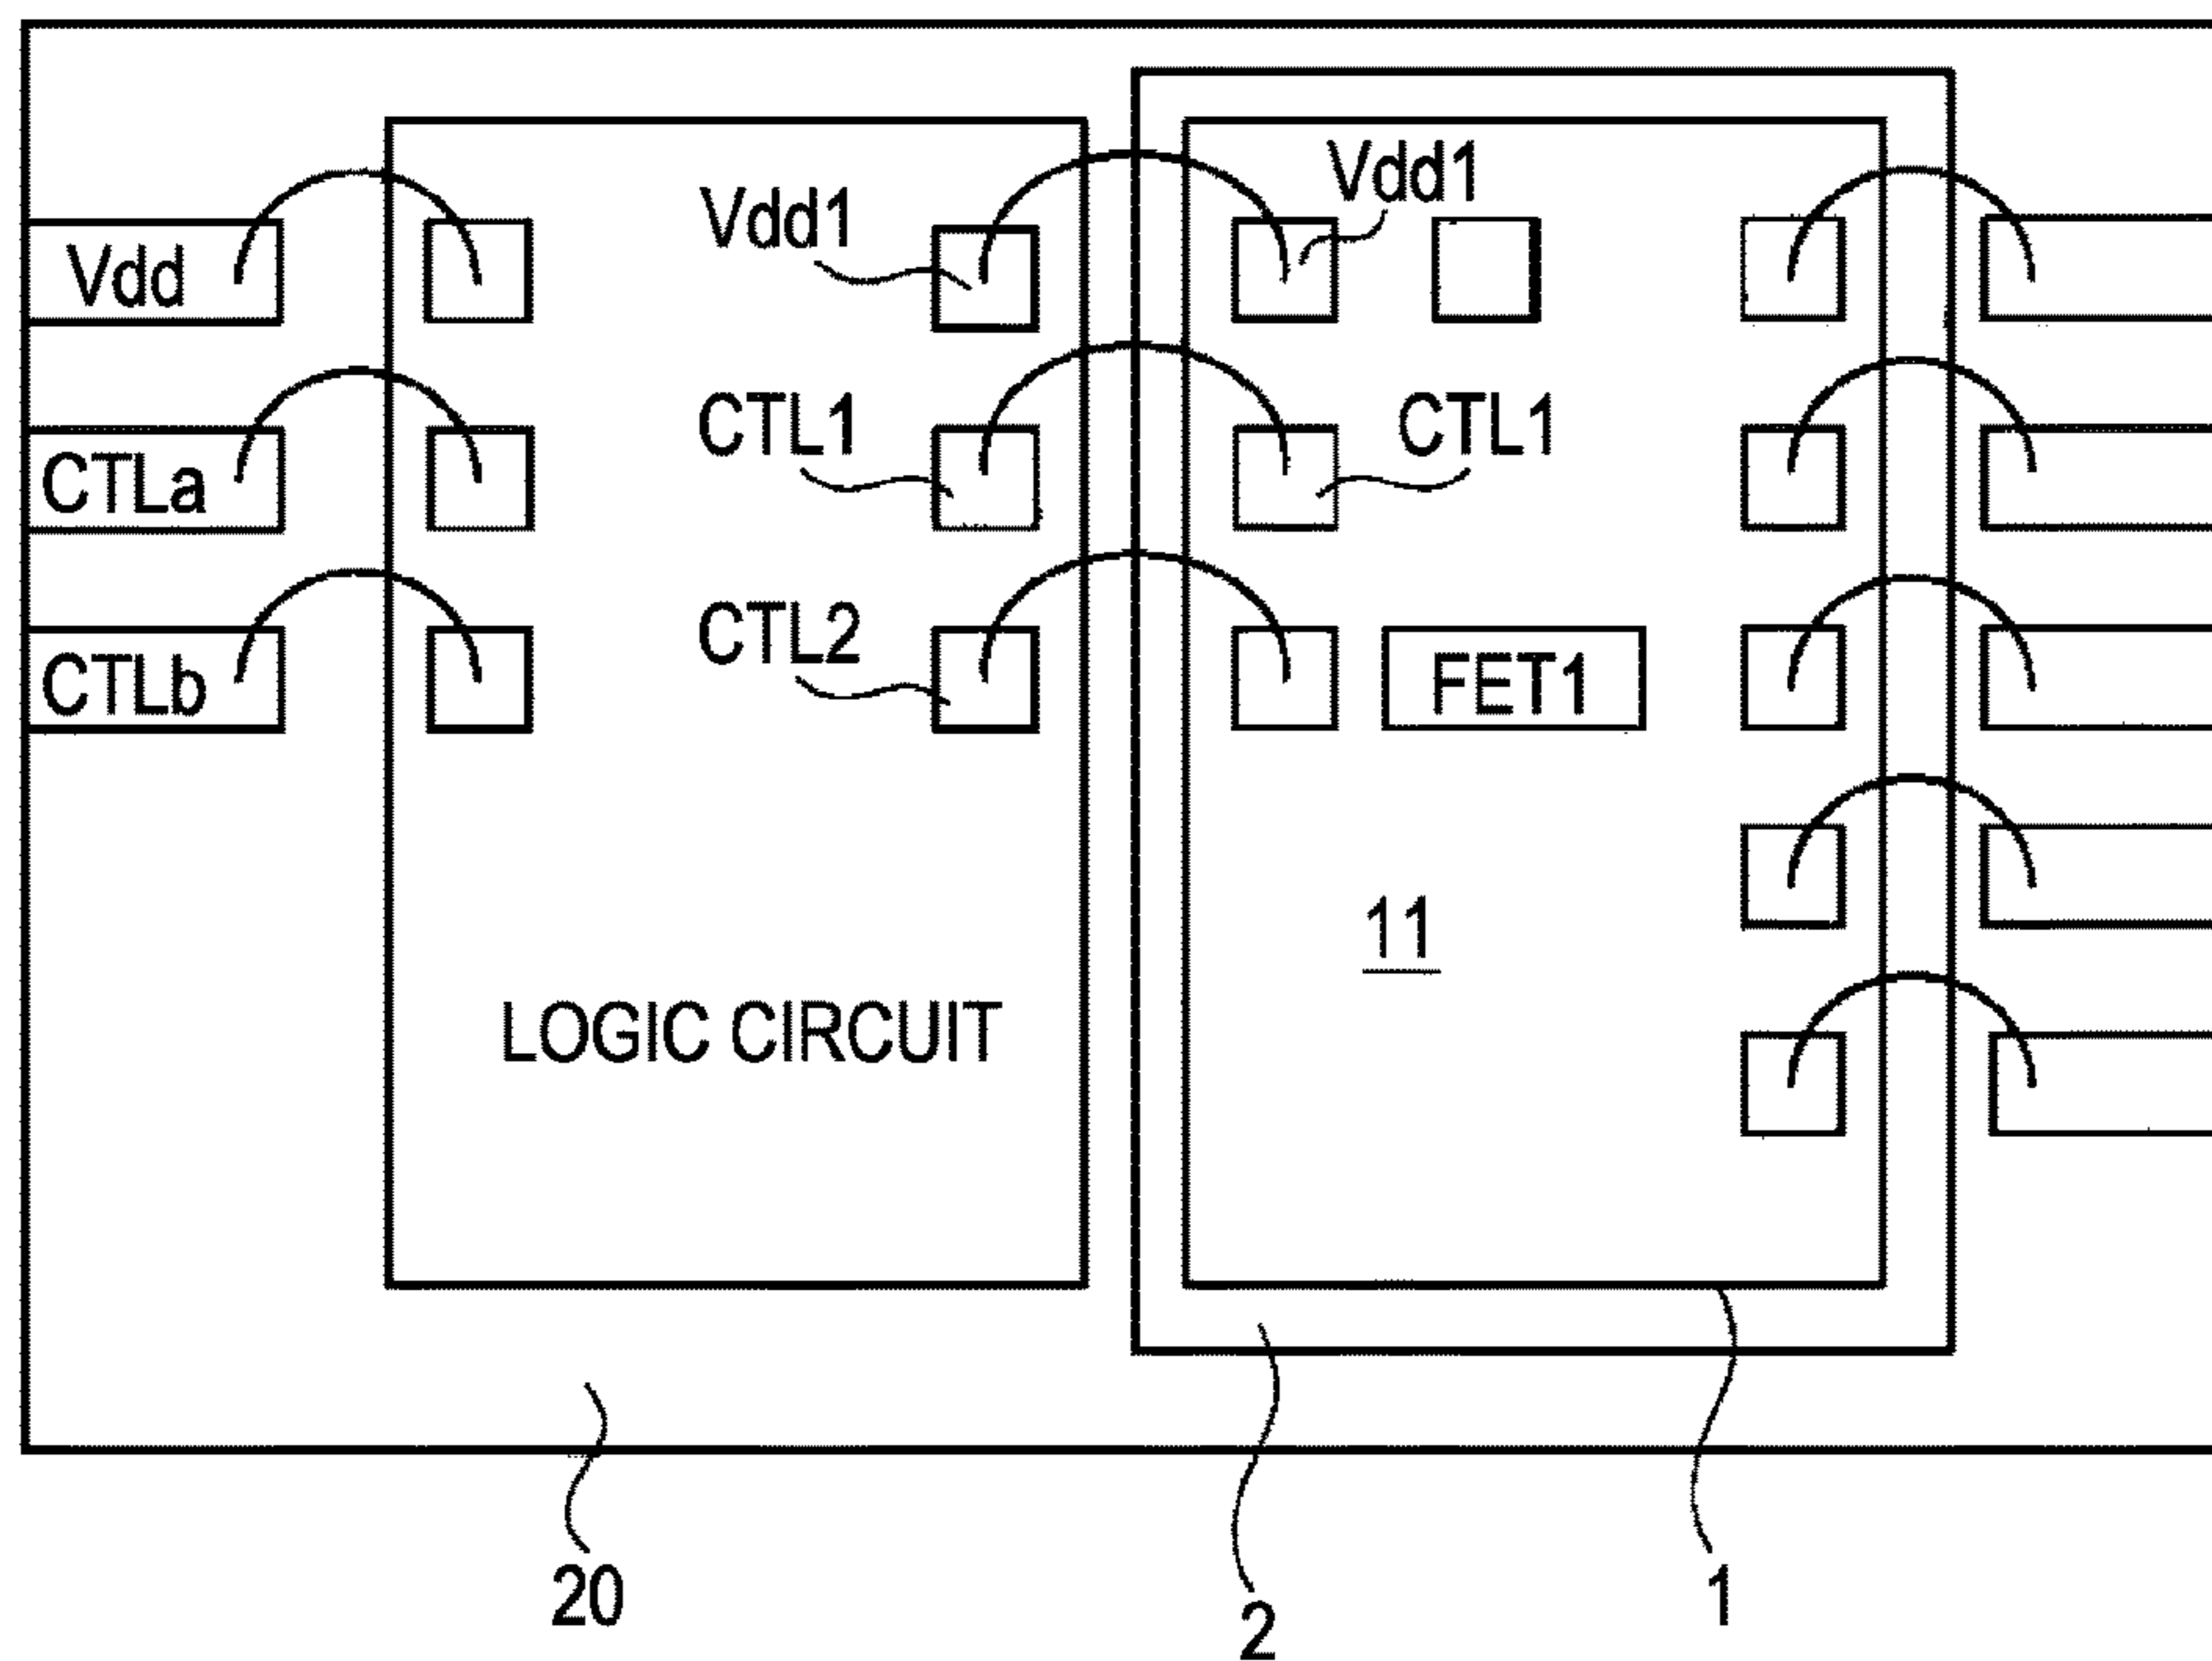 Vdd1
Vdd1
Vdd
CTL1
CTL1
CTLa
CTL2
FET1
CTLb
11
LOGIC CIRCUIT
20
2
1